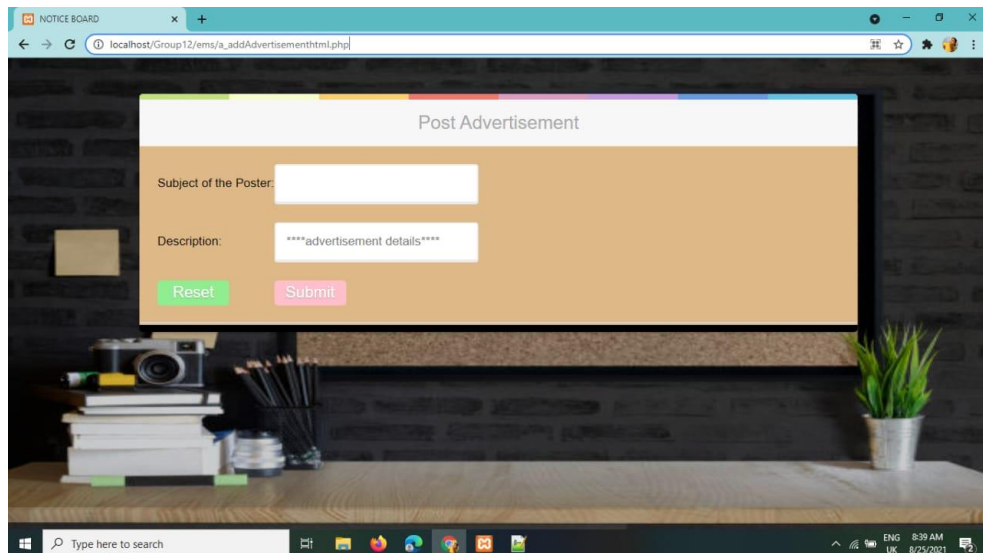 NOTICE BOARD
localhost/Group12/ems/a_addAdvertisementhtml.php
Post Advertisement
Subject of the Poster:
Description: ****advertisement details****
Reset Submit
Type here to search
ENG 8:39 AM
UK 8/25/2021
2